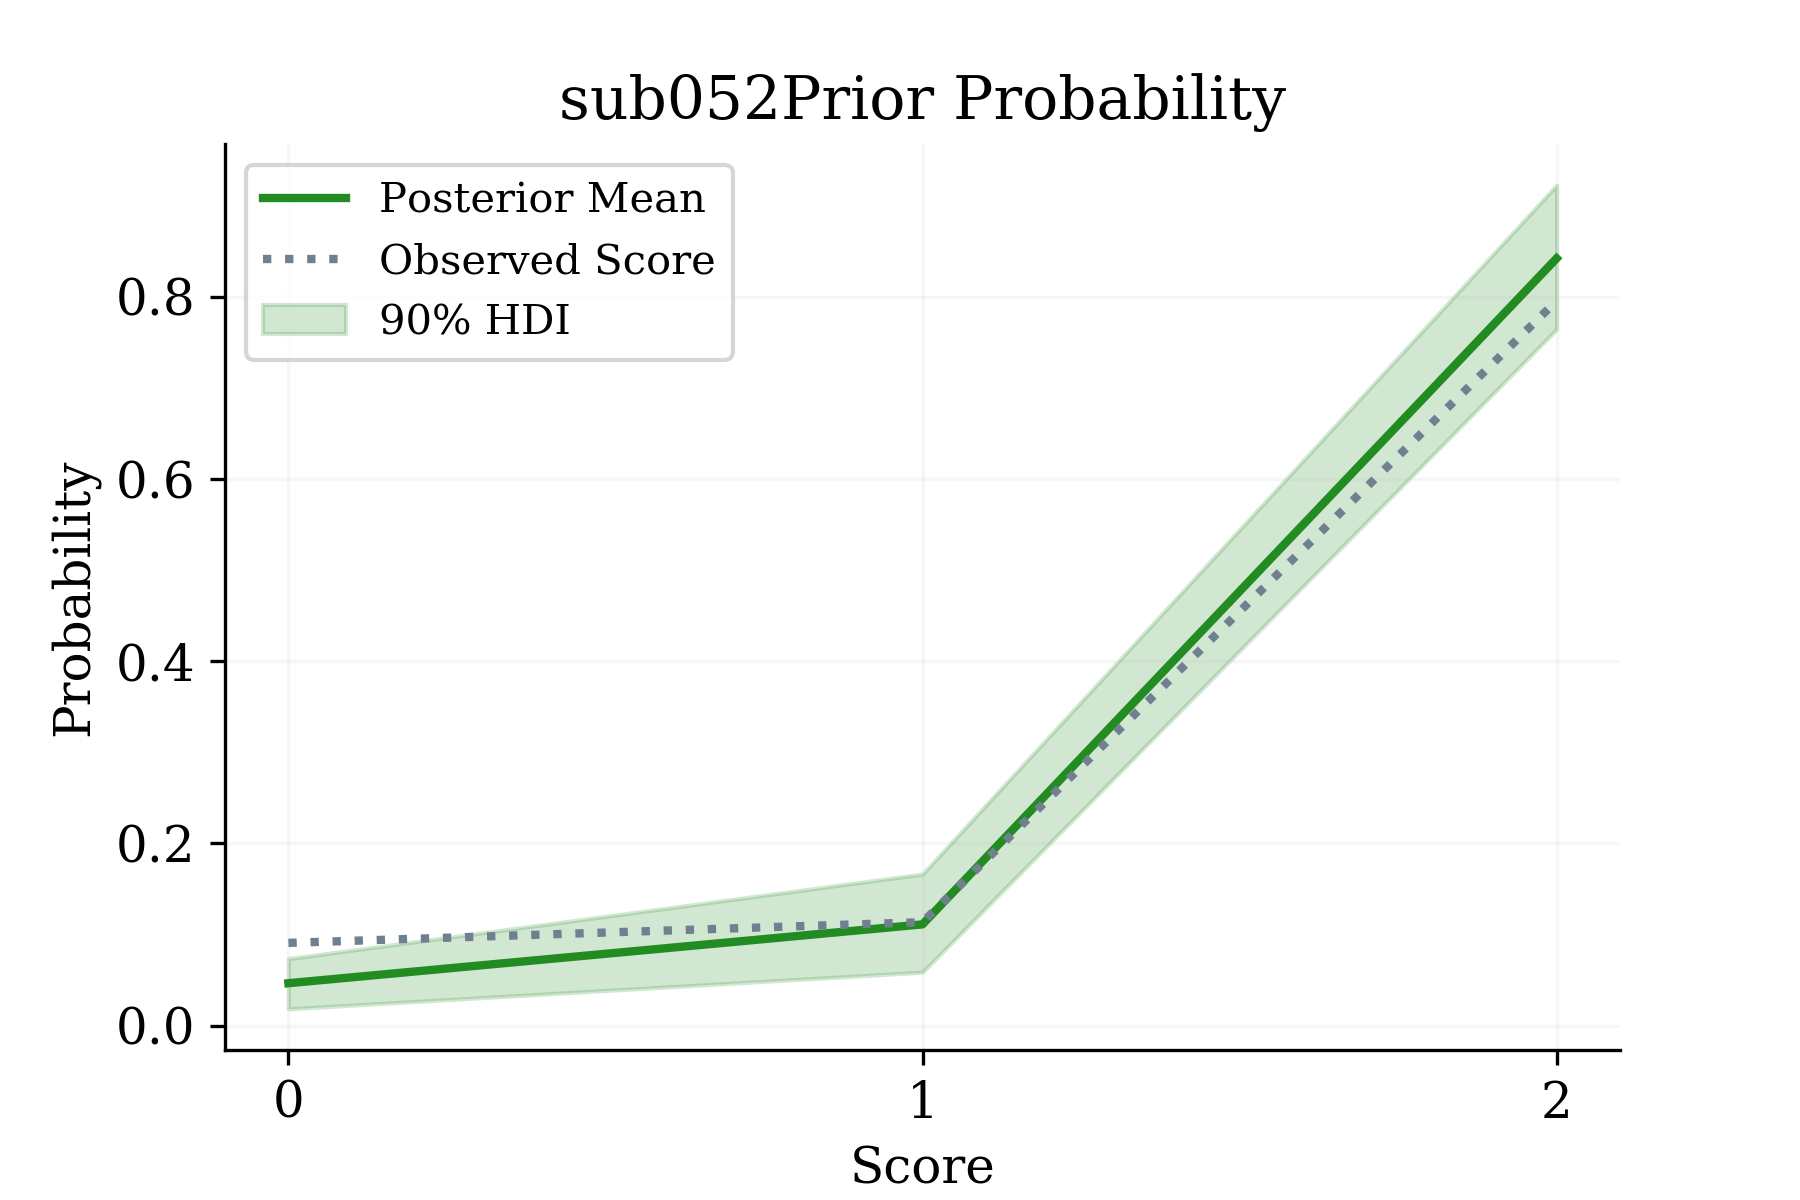 sub052Prior Probability
Posterior Mean
Observed Score
90% HDI
Probability
0.8
0.6
0.4
0.2
0.0
0
1
2
Score